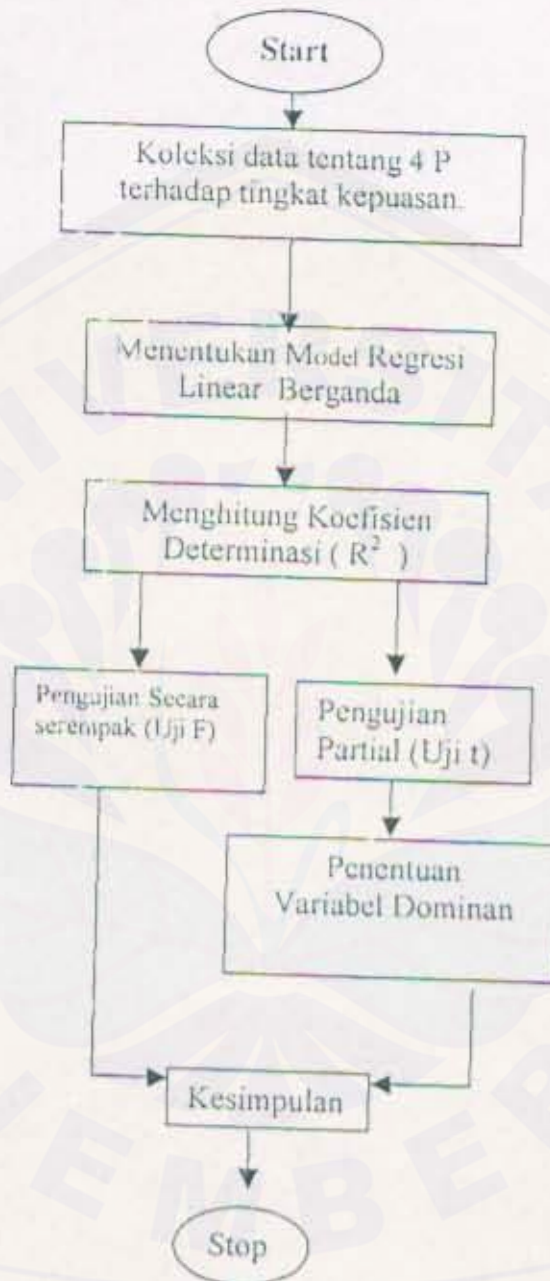 Start
Koleksi data tentang 4 P
terhadap tingkat kepuasan.
Menentukan Model Regresi
Linear Berganda
Menghitung Koefisien
Determinasi ( R² )
Pengujian Secara
serempak (Uji F)
Pengujian
Partial (Uji t)
Penentuan
Variabel Dominan
Kesimpulan
Stop